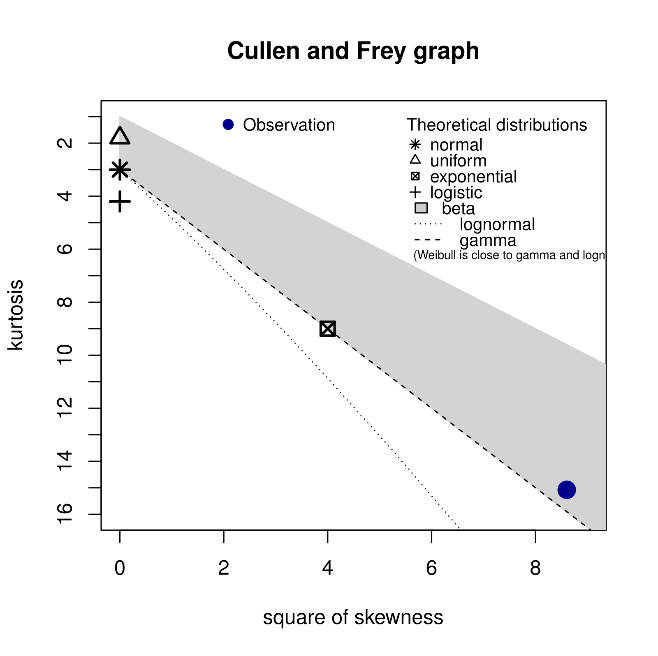 Cullen and Frey graph
Observation
Theoretical distributions
normal
uniform
exponential
logistic
beta
lognormal
gamma
(Weibull is close to gamma and logn
kurtosis
2
4
6
8
10
12
14
16
0 2 4 6 8
square of skewness